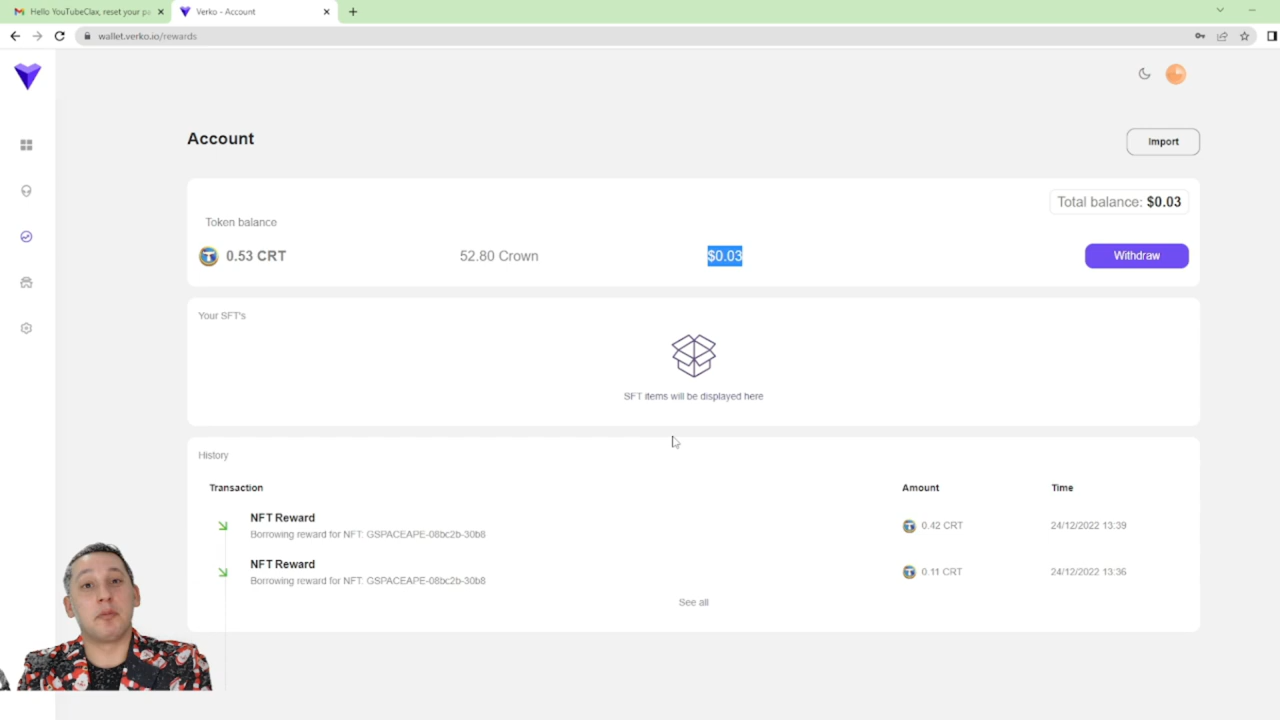 Hello YouTubeClax, reset your pa
Verko - Account
wallet.verko.io/rewards
Account
Import
Total balance: $0.03
Token balance
0.53 CRT
52.80 Crown
$0.03
Withdraw
Your SFT's
SFT items will be displayed here
History
Transaction
Amount
Time
NFT Reward
Borrowing reward for NFT: GSPACEAPE-08bc2b-30b8
0.42 CRT
24/12/2022 13:39
NFT Reward
Borrowing reward for NFT: GSPACEAPE-08bc2b-30b8
0.11 CRT
24/12/2022 13:36
See all